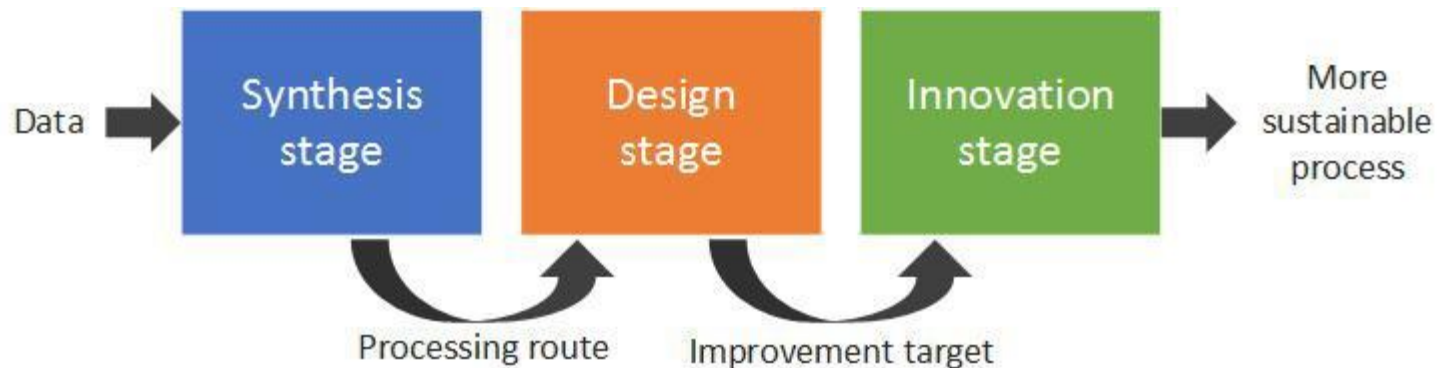 Data
Synthesis
stage
Design
stage
Innovation
stage
More
sustainable
process
Processing route
Improvement target